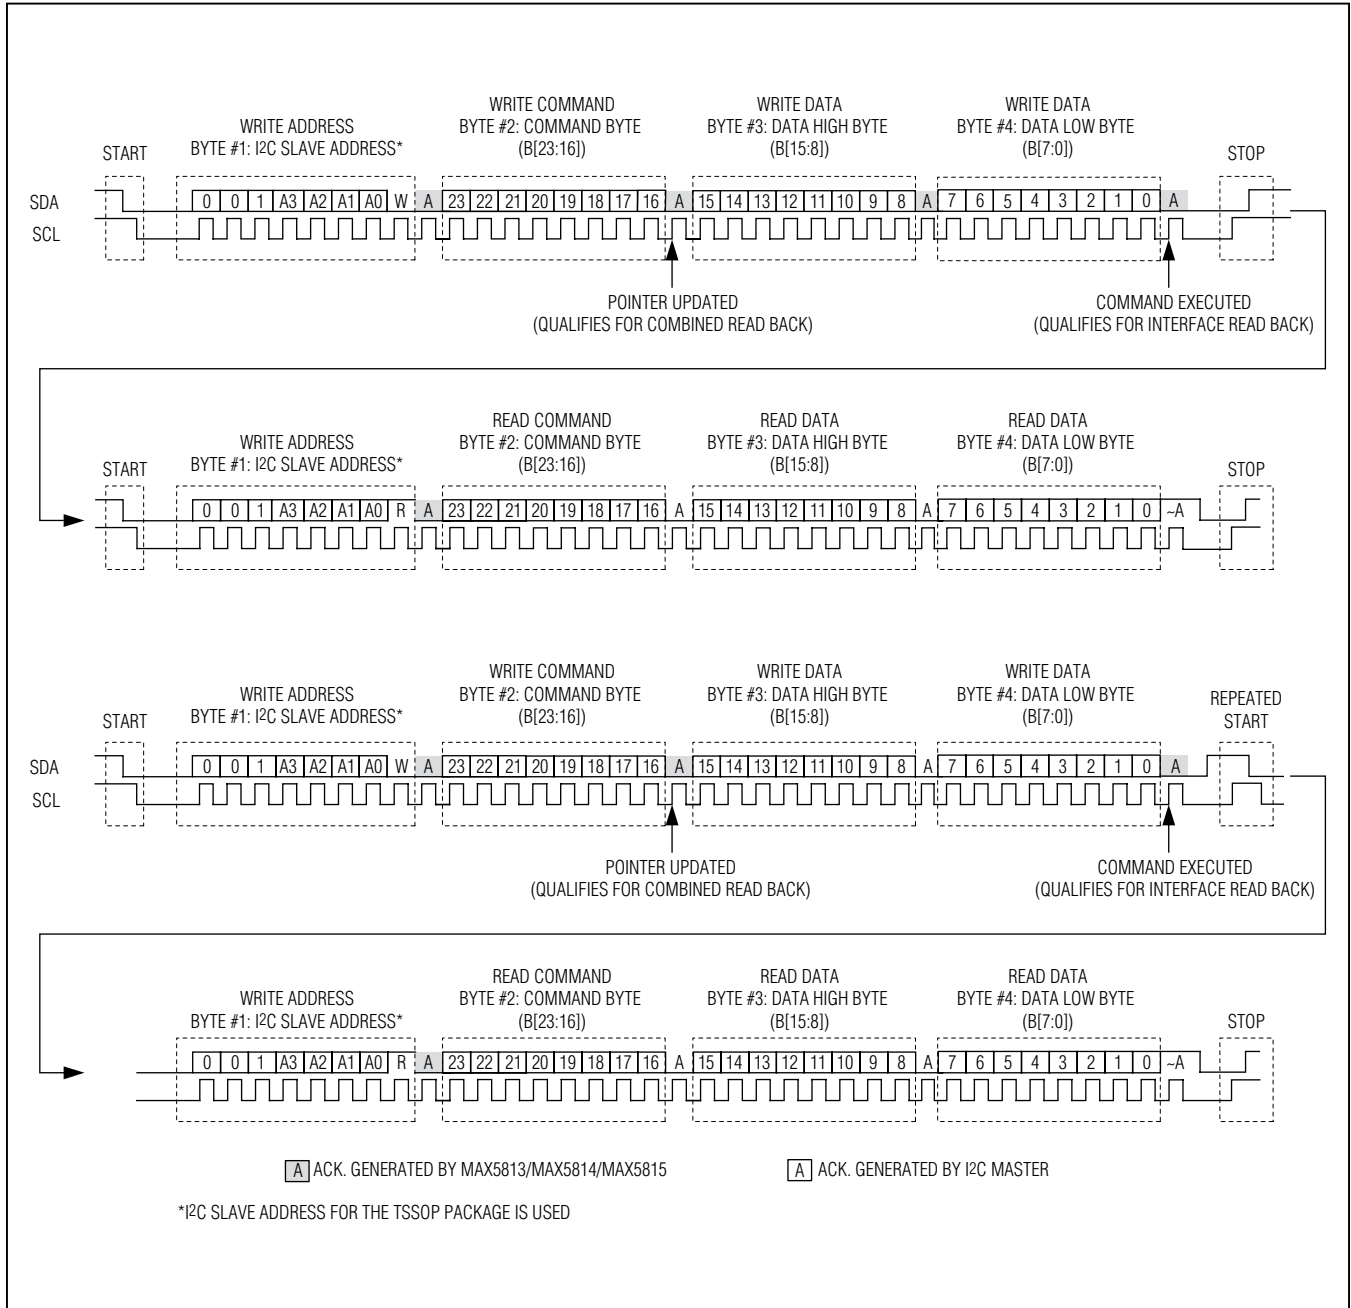 WRITE ADDRESS
BYTE #1: I2C SLAVE ADDRESS*
WRITE COMMAND
BYTE #2: COMMAND BYTE
(B[23:16])
WRITE DATA
BYTE #3: DATA HIGH BYTE
(B[15:8])
WRITE DATA
BYTE #4: DATA LOW BYTE
(B[7:0])
START
STOP
SDA
0 0 1 A3 A2 A1 A0 W A 23 22 21 20 19 18 17 16 A 15 14 13 12 11 10 9 8 A 7 6 5 4 3 2 1 0 A
SCL
POINTER UPDATED
(QUALIFIES FOR COMBINED READ BACK)
COMMAND EXECUTED
(QUALIFIES FOR INTERFACE READ BACK)
WRITE ADDRESS
BYTE #1: I2C SLAVE ADDRESS*
READ COMMAND
BYTE #2: COMMAND BYTE
(B[23:16])
READ DATA
BYTE #3: DATA HIGH BYTE
(B[15:8])
READ DATA
BYTE #4: DATA LOW BYTE
(B[7:0])
START
STOP
0 0 1 A3 A2 A1 A0 R A 23 22 21 20 19 18 17 16 A 15 14 13 12 11 10 9 8 A 7 6 5 4 3 2 1 0 ~A
WRITE ADDRESS
BYTE #1: I2C SLAVE ADDRESS*
WRITE COMMAND
BYTE #2: COMMAND BYTE
(B[23:16])
WRITE DATA
BYTE #3: DATA HIGH BYTE
(B[15:8])
WRITE DATA
BYTE #4: DATA LOW BYTE
(B[7:0])
START
REPEATED
START
SDA
0 0 1 A3 A2 A1 A0 W A 23 22 21 20 19 18 17 16 A 15 14 13 12 11 10 9 8 A 7 6 5 4 3 2 1 0 A
SCL
POINTER UPDATED
(QUALIFIES FOR COMBINED READ BACK)
COMMAND EXECUTED
(QUALIFIES FOR INTERFACE READ BACK)
WRITE ADDRESS
BYTE #1: I2C SLAVE ADDRESS*
READ COMMAND
BYTE #2: COMMAND BYTE
(B[23:16])
READ DATA
BYTE #3: DATA HIGH BYTE
(B[15:8])
READ DATA
BYTE #4: DATA LOW BYTE
(B[7:0])
STOP
0 0 1 A3 A2 A1 A0 R A 23 22 21 20 19 18 17 16 A 15 14 13 12 11 10 9 8 A 7 6 5 4 3 2 1 0 ~A
A ACK. GENERATED BY MAX5813/MAX5814/MAX5815
A ACK. GENERATED BY I2C MASTER
*I2C SLAVE ADDRESS FOR THE TSSOP PACKAGE IS USED